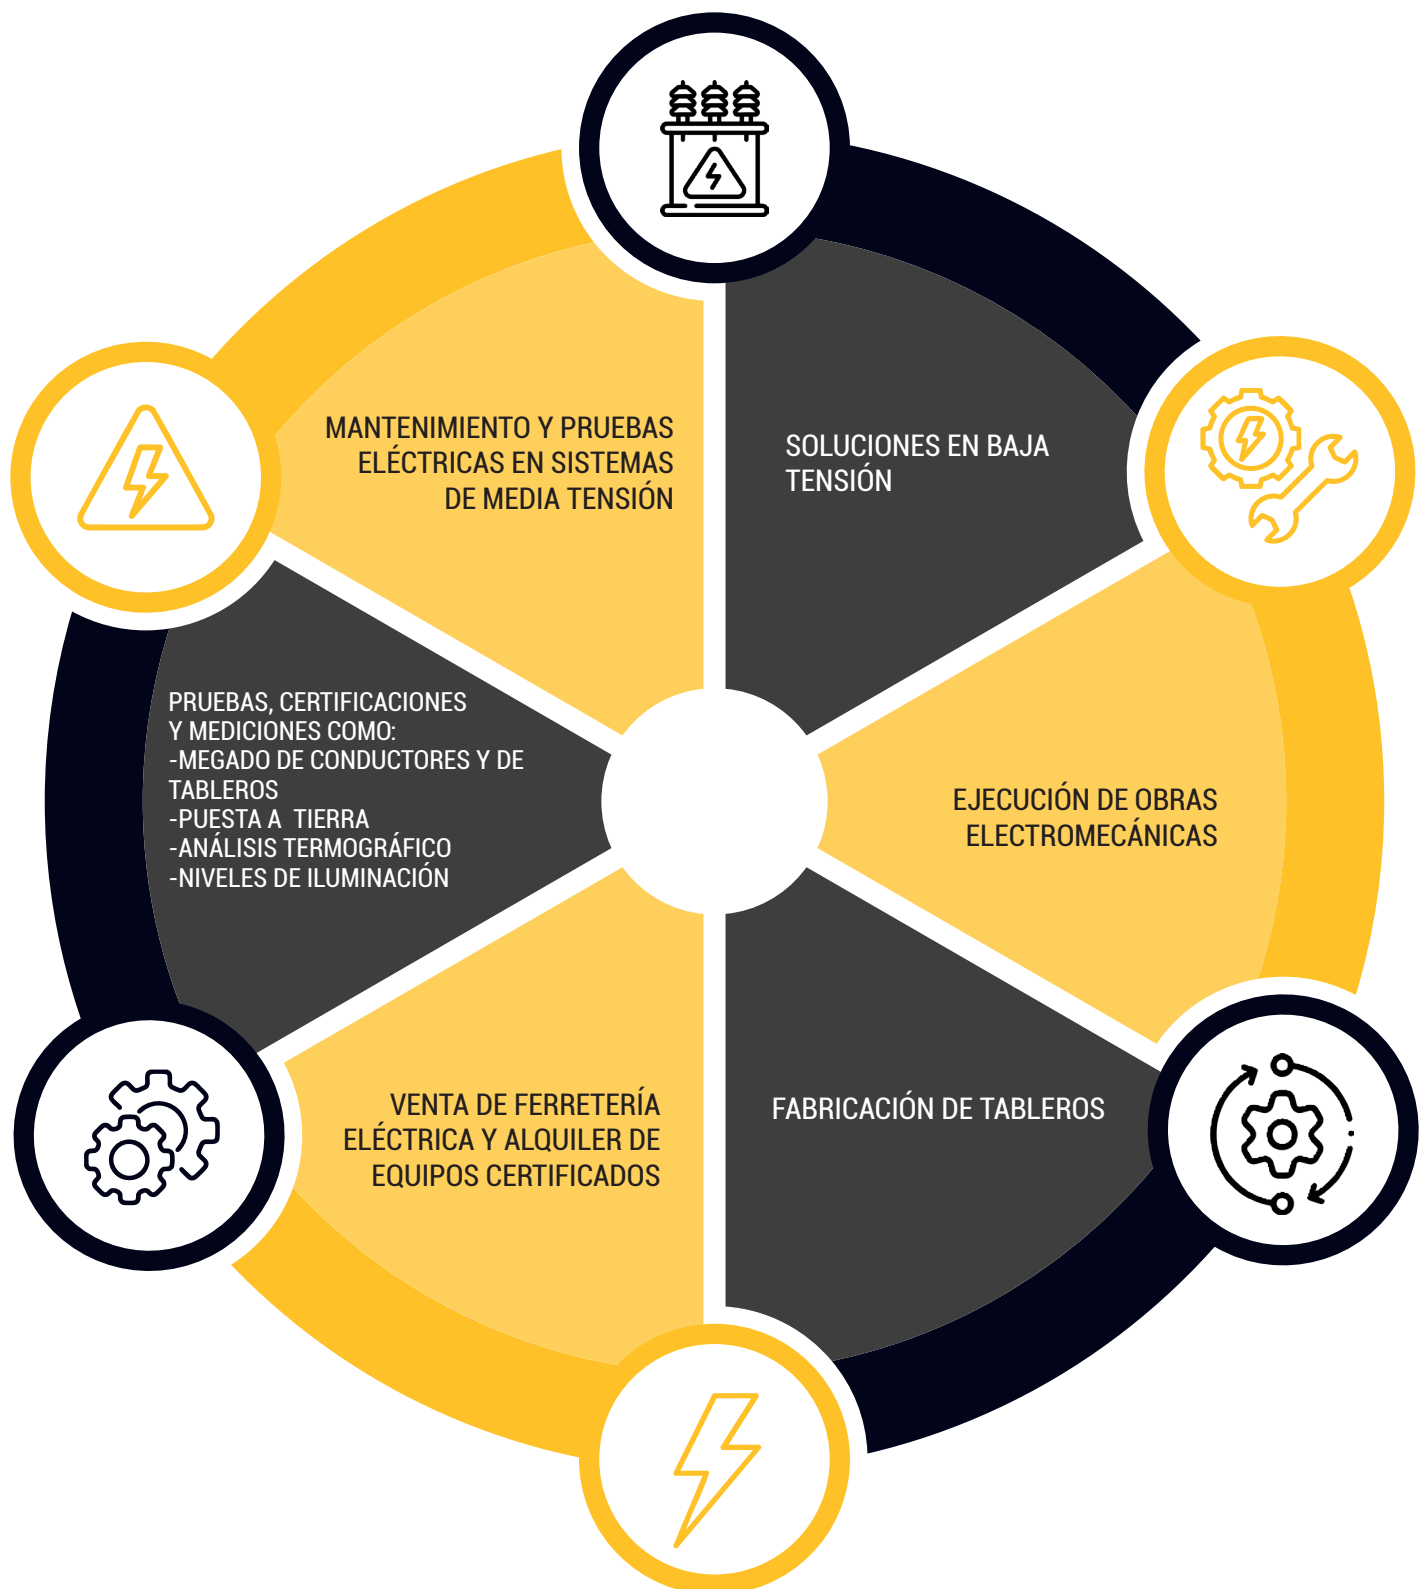 MANTENIMIENTO Y PRUEBAS
ELÉCTRICAS EN SISTEMAS
DE MEDIA TENSIÓN
SOLUCIONES EN BAJA
TENSIÓN
PRUEBAS, CERTIFICACIONES
Y MEDICIONES COMO:
-MEGADO DE CONDUCTORES Y DE
TABLEROS
-PUESTA A TIERRA
-ANÁLISIS TERMOGRÁFICO
-NIVELES DE ILUMINACIÓN
EJECUCIÓN DE OBRAS
ELECTROMECÁNICAS
VENTA DE FERRETERÍA
ELÉCTRICA Y ALQUILER DE
EQUIPOS CERTIFICADOS
FABRICACIÓN DE TABLEROS